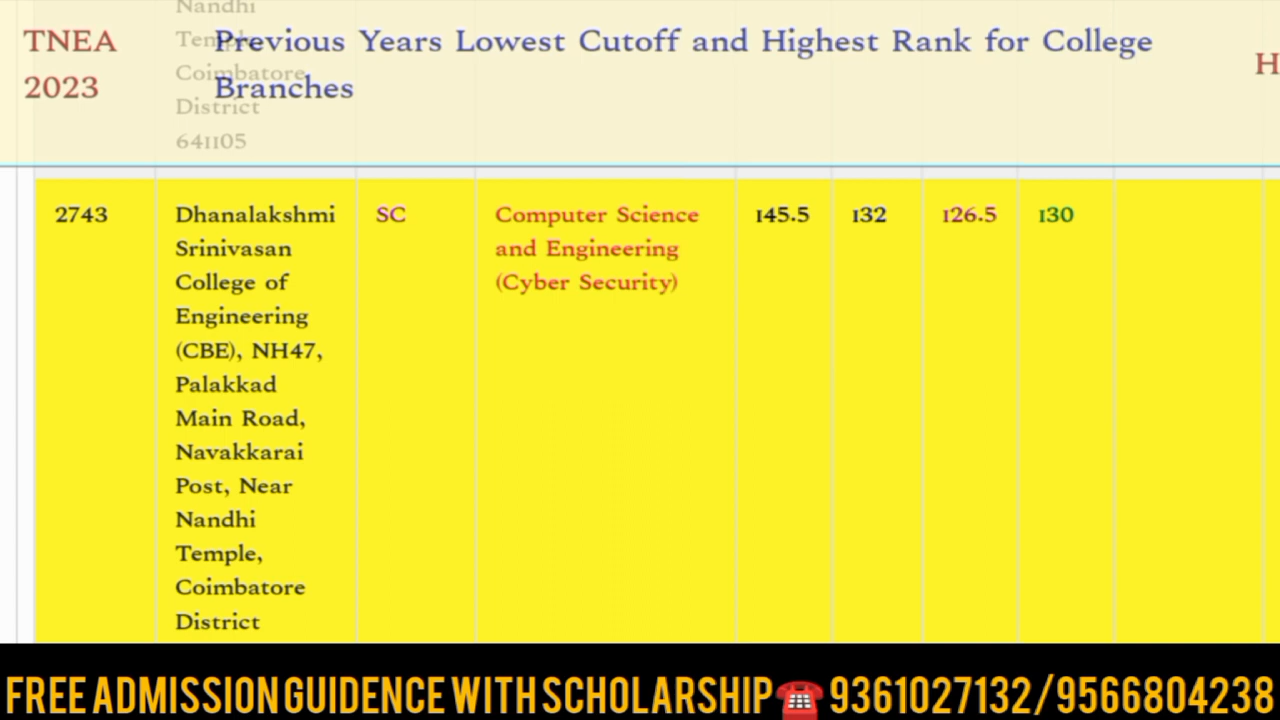 Nandhi
Temple,
Coimbatore
District
641105
TNEA
2023
Previous Years Lowest Cutoff and Highest Rank for College
Branches
H
2743
Dhanalakshmi
Srinivasan
College of
Engineering
(CBE), NH47,
Palakkad
Main Road,
Navakkarai
Post, Near
Nandhi
Temple,
Coimbatore
District
SC
Computer Science
and Engineering
(Cyber Security)
145.5
132
126.5
130
FREE ADMISSION GUIDENCE WITH SCHOLARSHIP☎️ 9361027132/9566804238